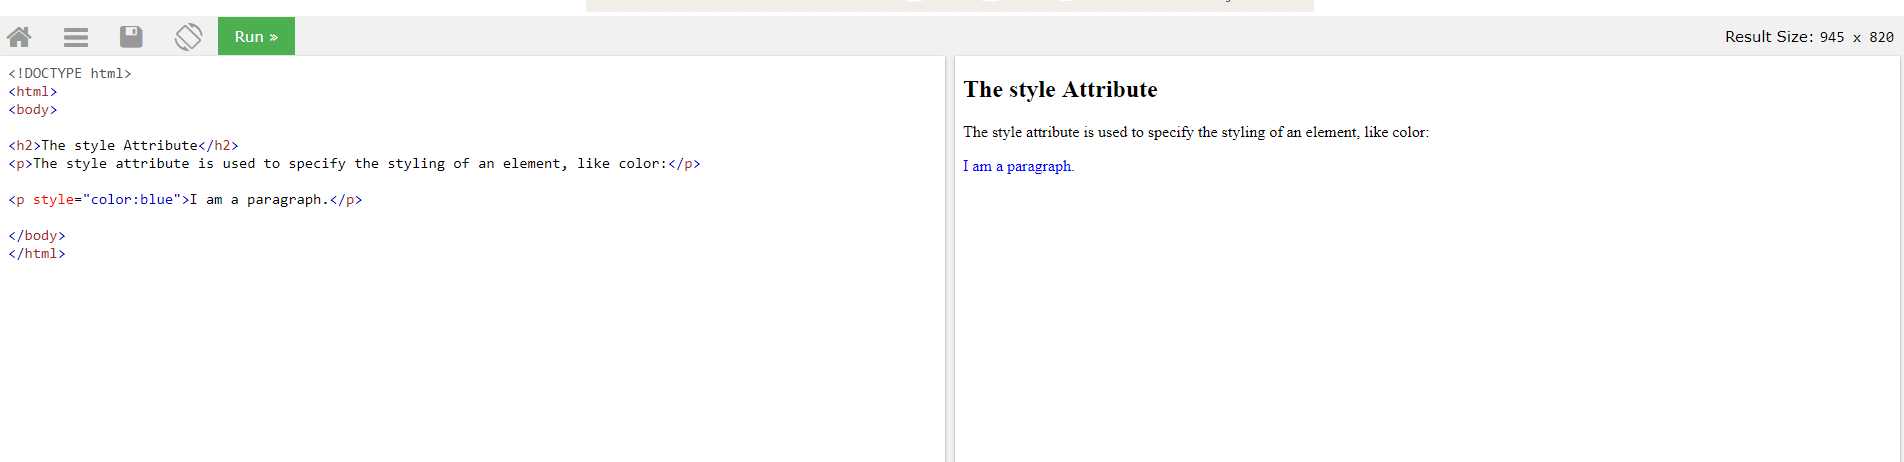 Run »
Result Size: 945 x 820
<!DOCTYPE html>
<html>
<body>
<h2>The style Attribute</h2>
<p>The style attribute is used to specify the styling of an element, like color:</p>
<p style="color:blue">I am a paragraph.</p>
</body>
</html>
The style Attribute
The style attribute is used to specify the styling of an element, like color:
I am a paragraph.